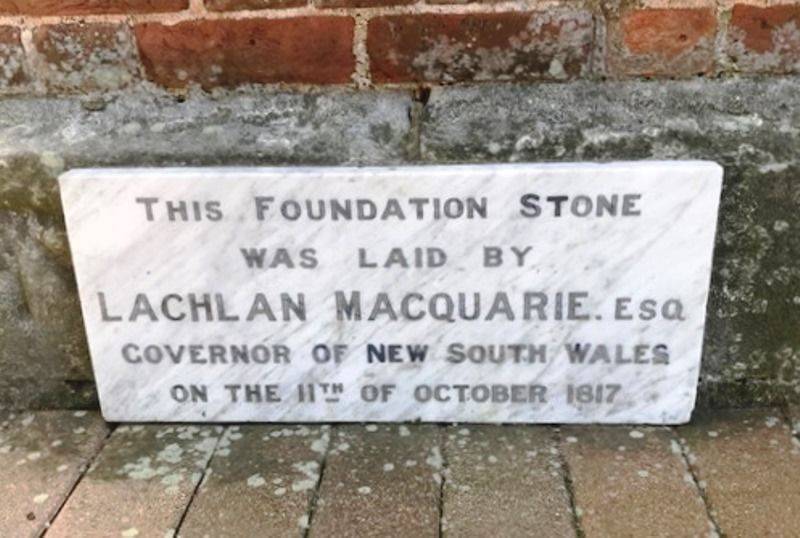 THIS FOUNDATION STONE
WAS LAID BY
LACHLAN MACQUARIE. ESQ
GOVERNOR OF NEW SOUTH WALES
ON THE 11TH OF OCTOBER 1817